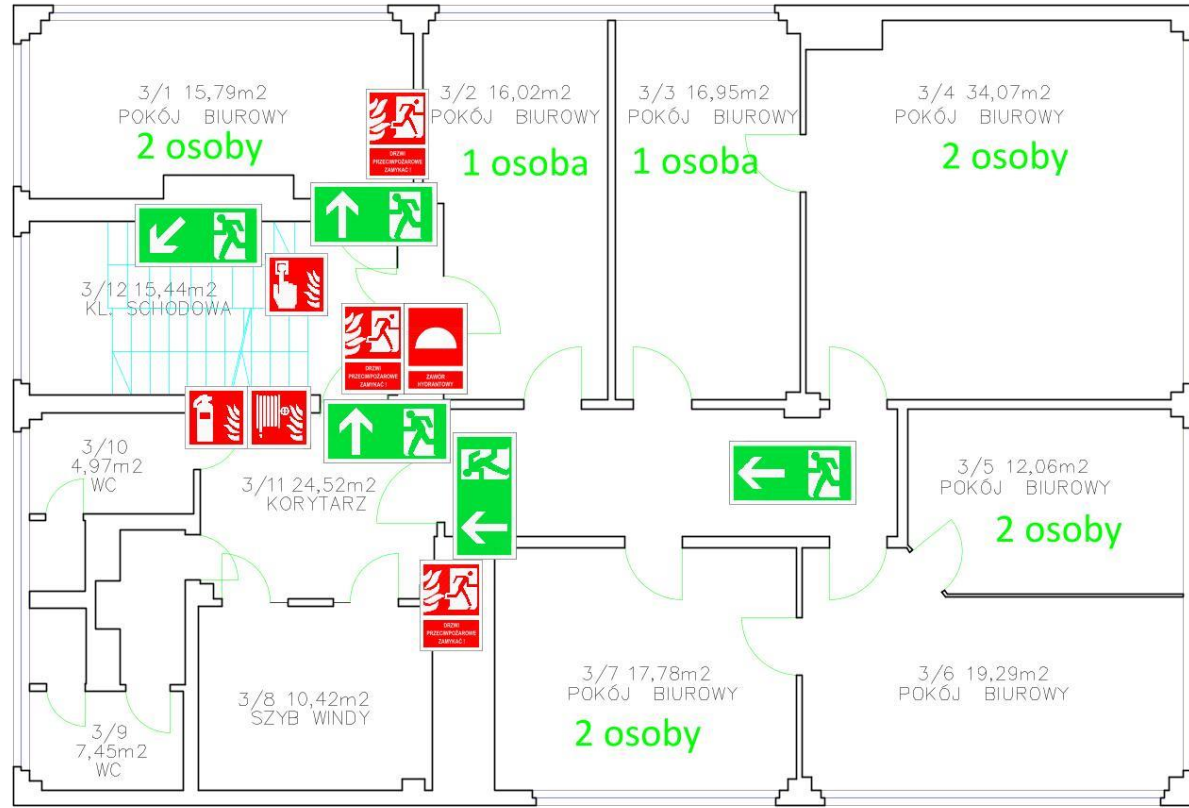 3/1 15,79m2
POKÓJ BIUROWY
2 osoby
3/2 16,02m2
POKÓJ BIUROWY
1 osoba
3/3 16,95m2
POKÓJ BIUROWY
1 osoba
3/4 34,07m2
POKÓJ BIUROWY
2 osoby
DRZWI
PRZECIWPOŻAROWE
ZAMYKAĆ !
3/12 15,44m2
KL. SCHODOWA
DRZWI
PRZECIWPOŻAROWE
ZAMYKAĆ !
ZAWÓR
HYDRANTOWY
3/10
4,97m2
WC
3/11 24,52m2
KORYTARZ
3/5 12,06m2
POKÓJ BIUROWY
2 osoby
DRZWI
PRZECIWPOŻAROWE
ZAMYKAĆ !
3/8 10,42m2
SZYB WINDY
3/7 17,78m2
POKÓJ BIUROWY
2 osoby
3/6 19,29m2
POKÓJ BIUROWY
3/9
7,45m2
WC